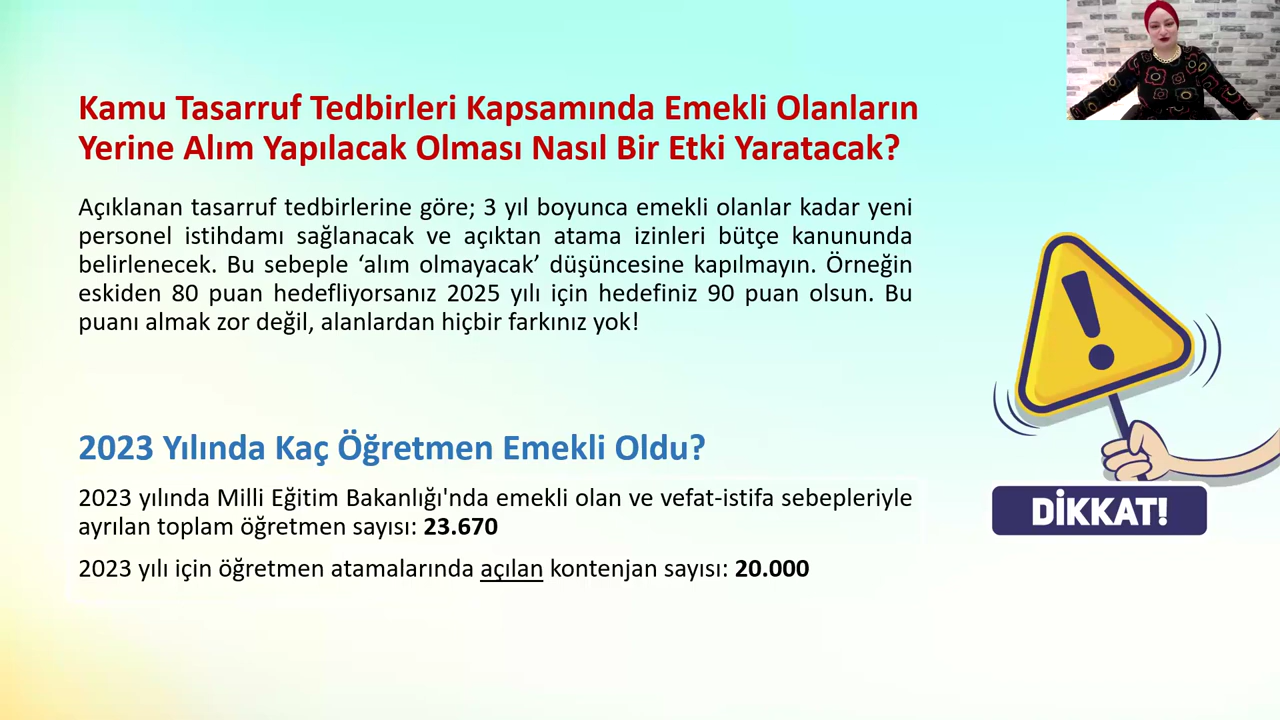 Kamu Tasarruf Tedbirleri Kapsamında Emekli Olanların
Yerine Alım Yapılacak Olması Nasıl Bir Etki Yaratacak?
Açıklanan tasarruf tedbirlerine göre; 3 yıl boyunca emekli olanlar kadar yeni
personel istihdamı sağlanacak ve açıktan atama izinleri bütçe kanununda
belirlenecek. Bu sebeple ‘alım olmayacak’ düşüncesine kapılmayın. Örneğin
eskiden 80 puan hedefliyorsanız 2025 yılı için hedefiniz 90 puan olsun. Bu
puanı almak zor değil, alanlardan hiçbir farkınız yok!
2023 Yılında Kaç Öğretmen Emekli Oldu?
2023 yılında Milli Eğitim Bakanlığı'nda emekli olan ve vefat-istifa sebepleriyle
ayrılan toplam öğretmen sayısı: 23.670
2023 yılı için öğretmen atamalarında açılan kontenjan sayısı: 20.000
DİKKAT!